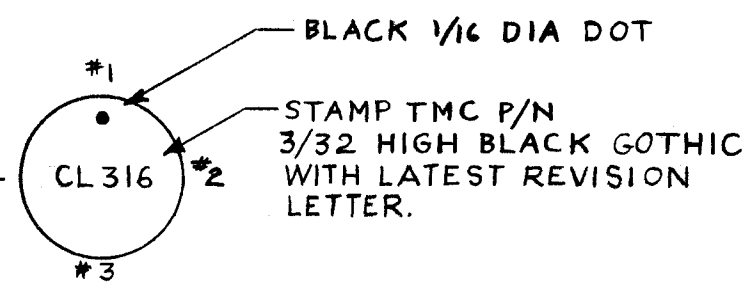 BLACK 1/16 DIA DOT
#1
STAMP TMC P/N
3/32 HIGH BLACK GOTHIC
WITH LATEST REVISION
LETTER.
CL316
#2
#3